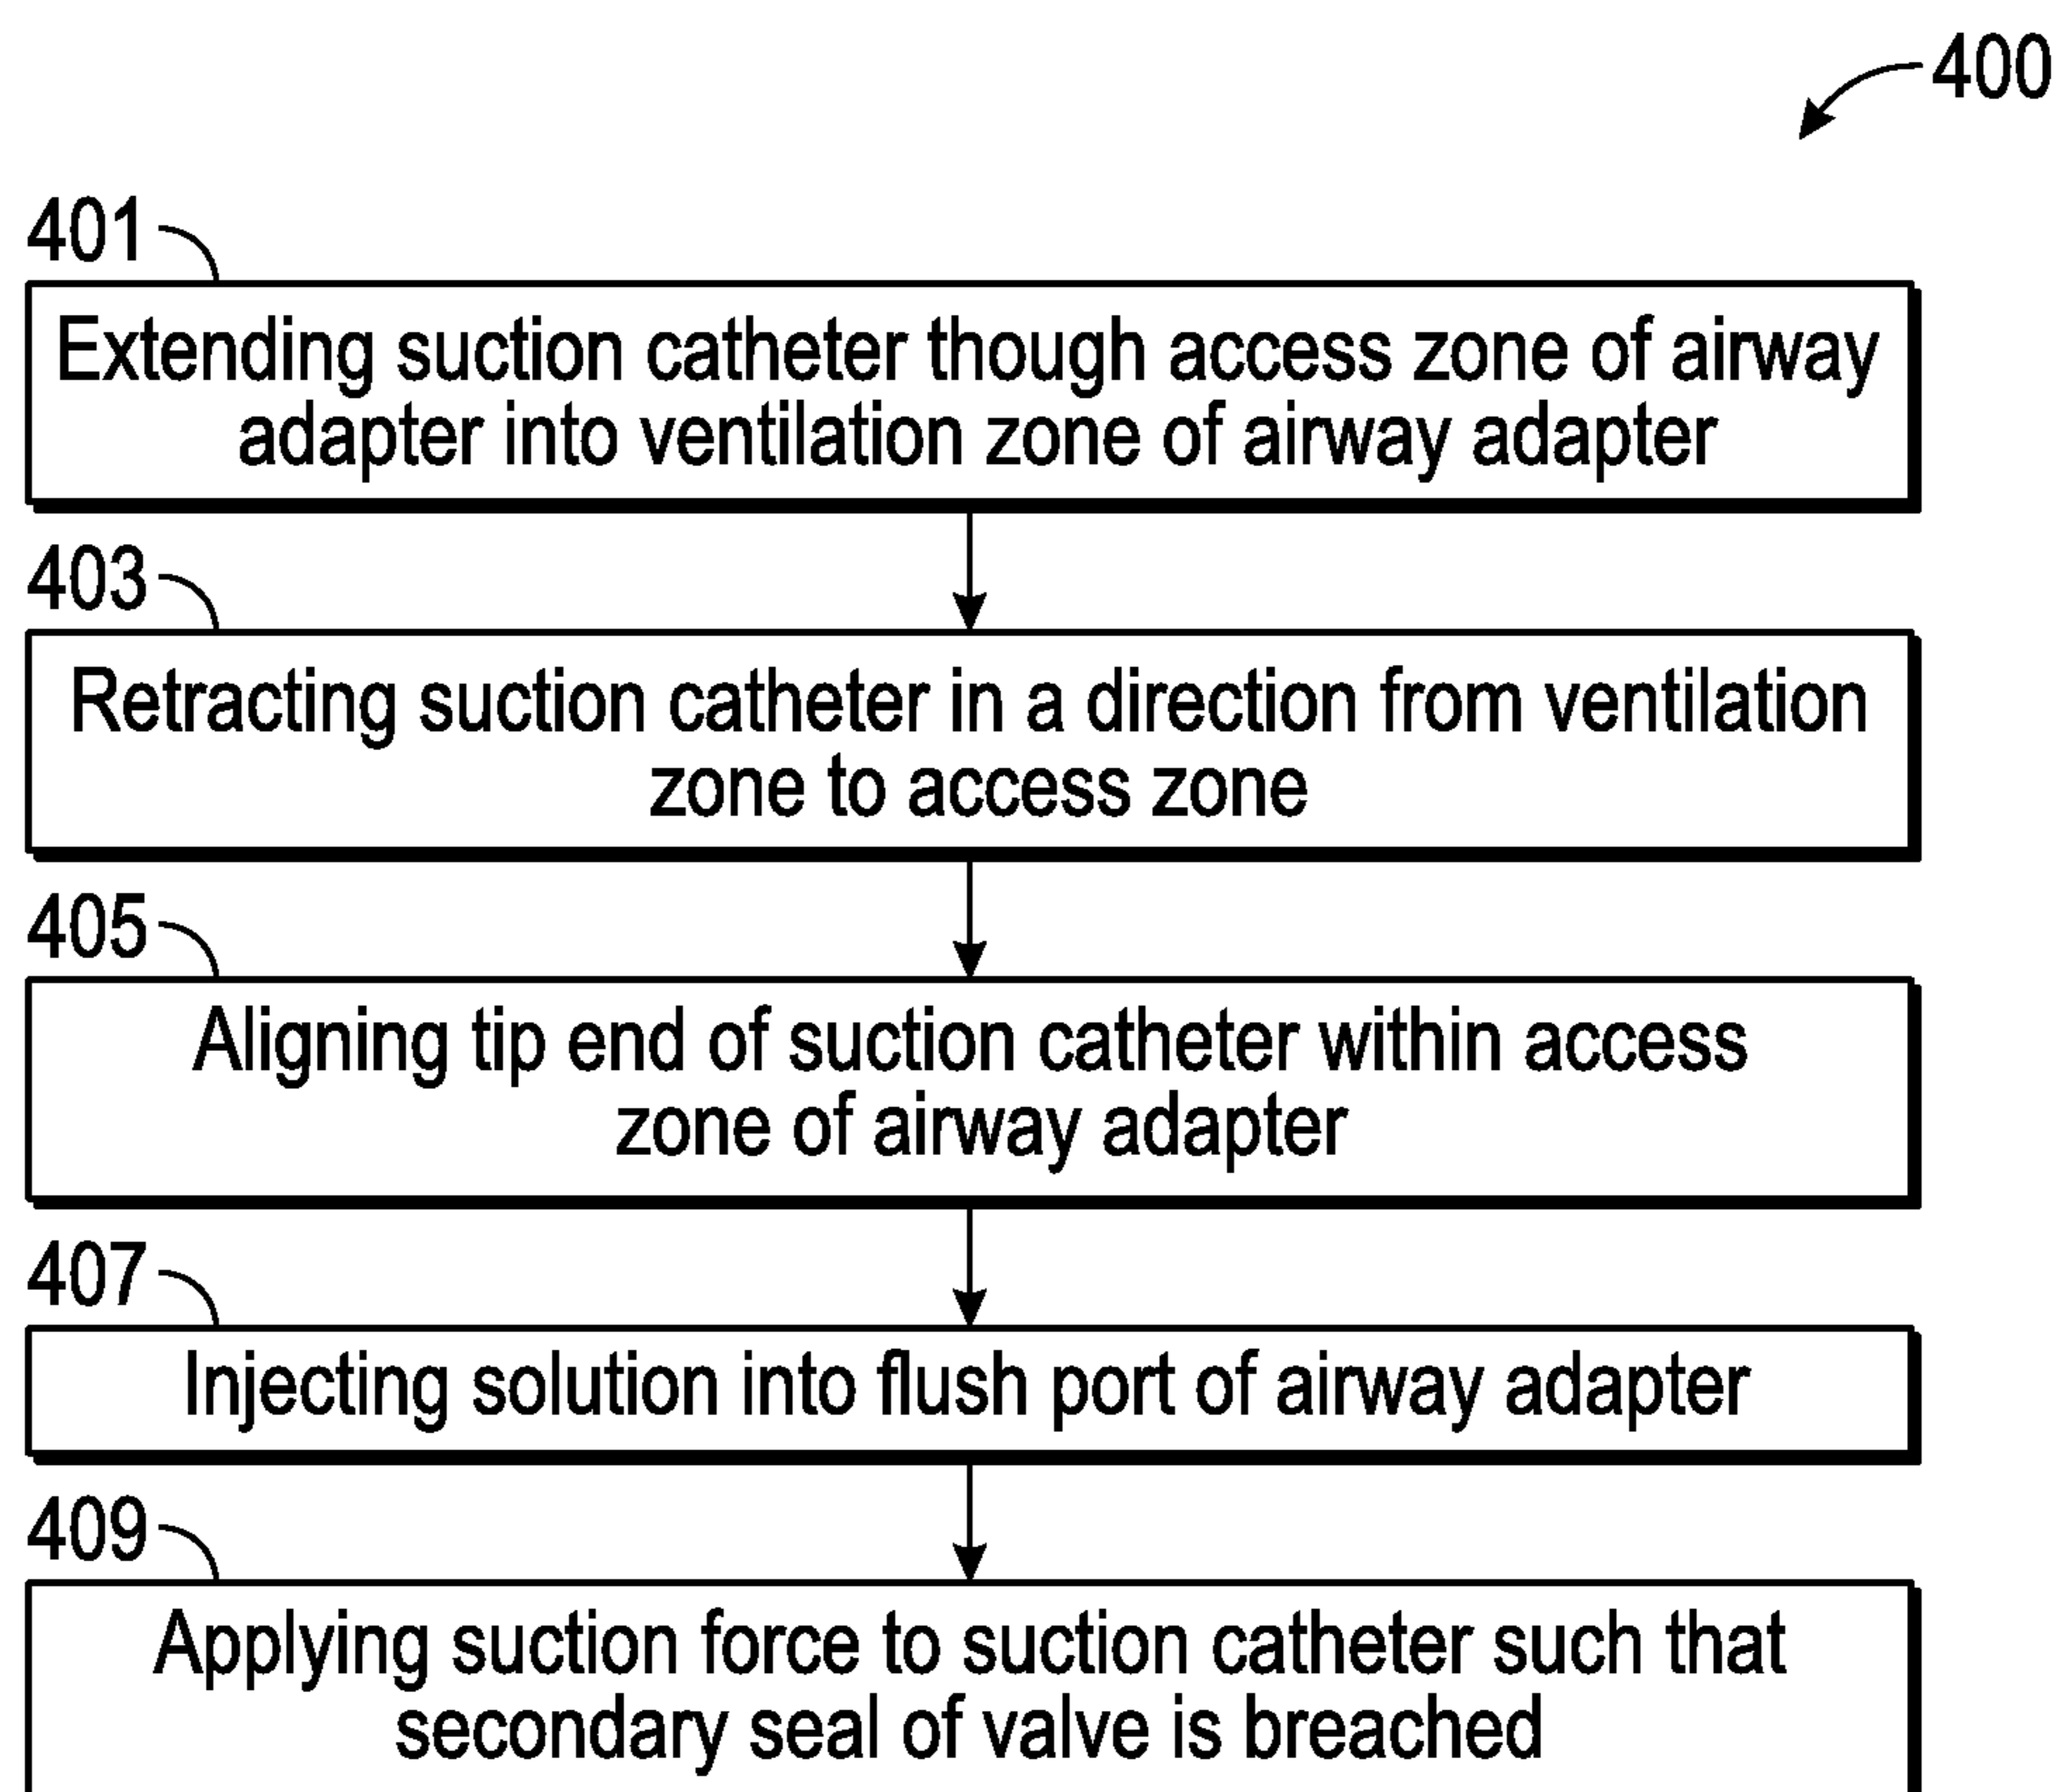 400
401
Extending suction catheter though access zone of airway
adapter into ventilation zone of airway adapter
403
Retracting suction catheter in a direction from ventilation
zone to access zone
405
Aligning tip end of suction catheter within access
zone of airway adapter
407
Injecting solution into flush port of airway adapter
409
Applying suction force to suction catheter such that
secondary seal of valve is breached